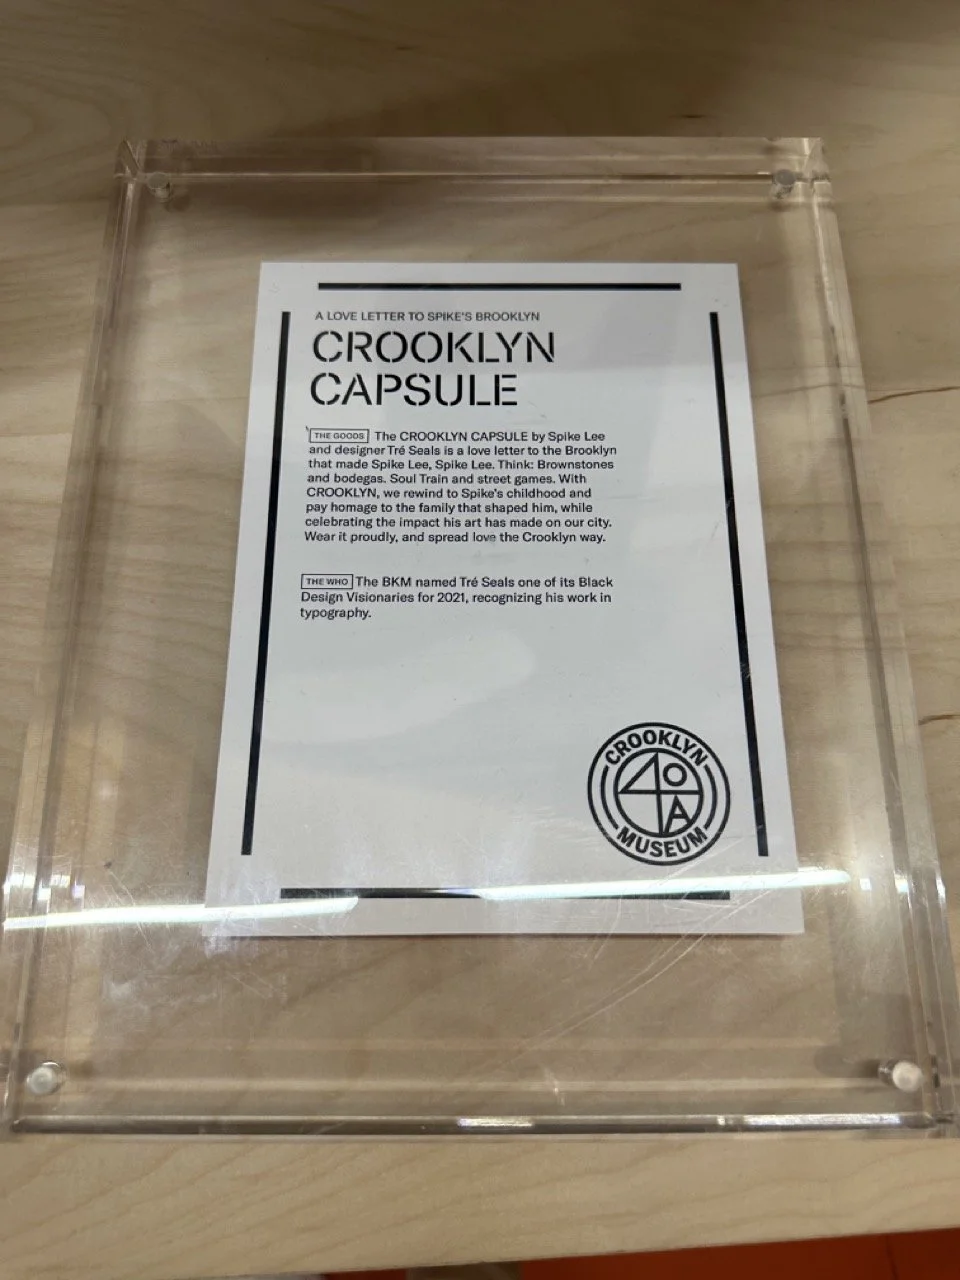 A LOVE LETTER TO SPIKE'S BROOKLYN
CROOKLYN
CAPSULE
THE GOODS The CROOKLYN CAPSULE by Spike Lee
and designer Tré Seals is a love letter to the Brooklyn
that made Spike Lee, Spike Lee. Think: Brownstones
and bodegas. Soul Train and street games. With
CROOKLYN, we rewind to Spike's childhood and
pay homage to the family that shaped him, while
celebrating the impact his art has made on our city.
Wear it proudly, and spread love the Crooklyn way.
THE WHO The BKM named Tré Seals one of its Black
Design Visionaries for 2021, recognizing his work in
typography.
CROOKLYN
40A
MUSEUM